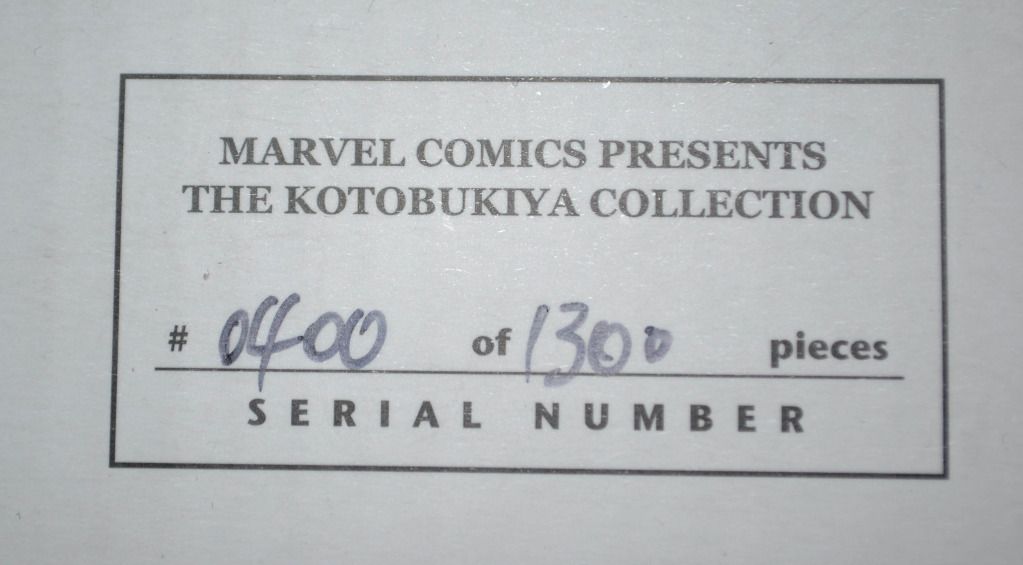 MARVEL COMICS PRESENTS
THE KOTOBUKIYA COLLECTION
# 0400 of 1300 pieces
SERIAL NUMBER